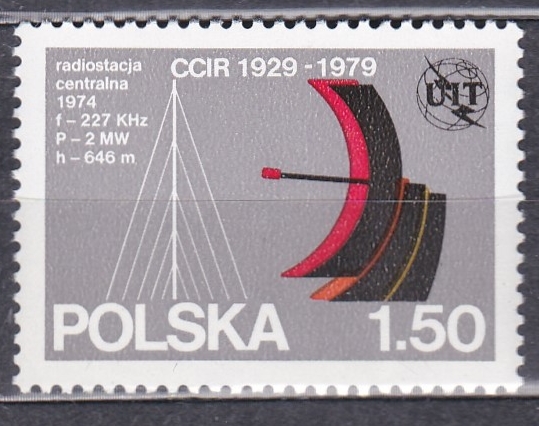 radiostacja
centralna
1974
f – 227 KHz
P – 2 MW
h – 646 m
CCIR 1929 - 1979
UIT
POLSKA
1.50